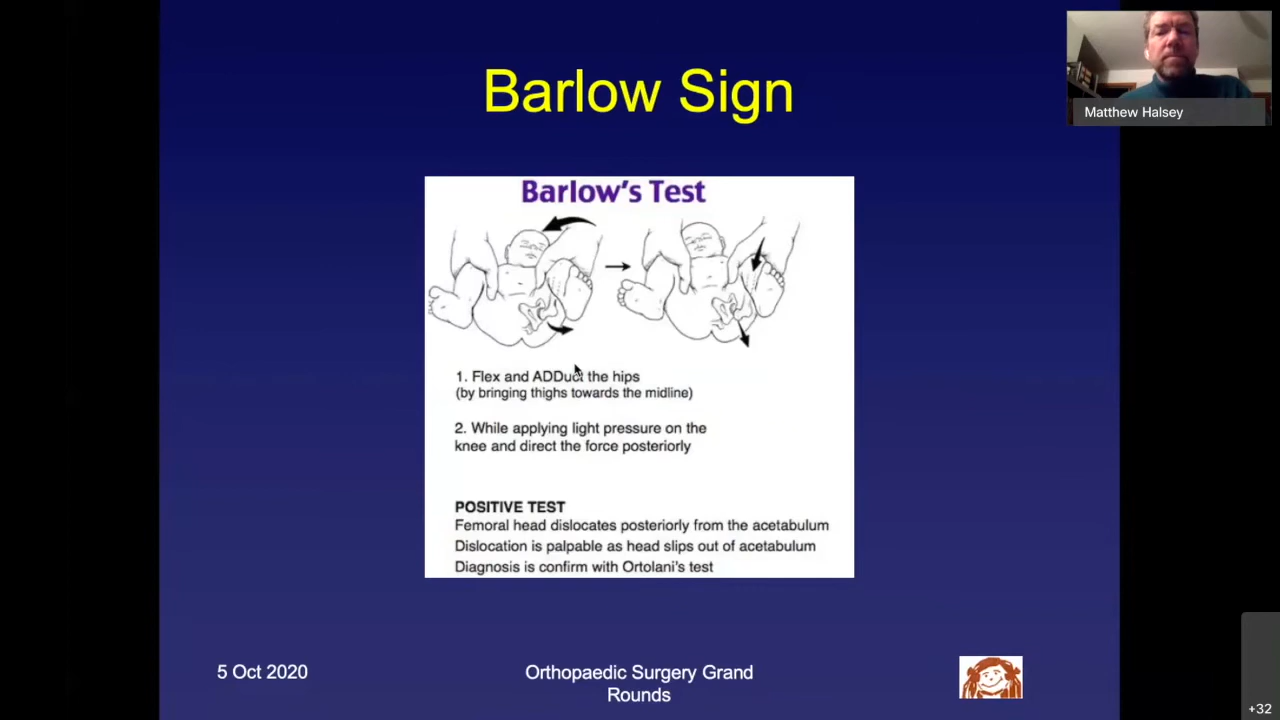 Barlow Sign
Matthew Halsey
Barlow's Test
1. Flex and ADDuct the hips
(by bringing thighs towards the midline)
2. While applying light pressure on the
knee and direct the force posteriorly
POSITIVE TEST
Femoral head dislocates posteriorly from the acetabulum
Dislocation is palpable as head slips out of acetabulum
Diagnosis is confirm with Ortolani's test
5 Oct 2020
Orthopaedic Surgery Grand
Rounds
+32